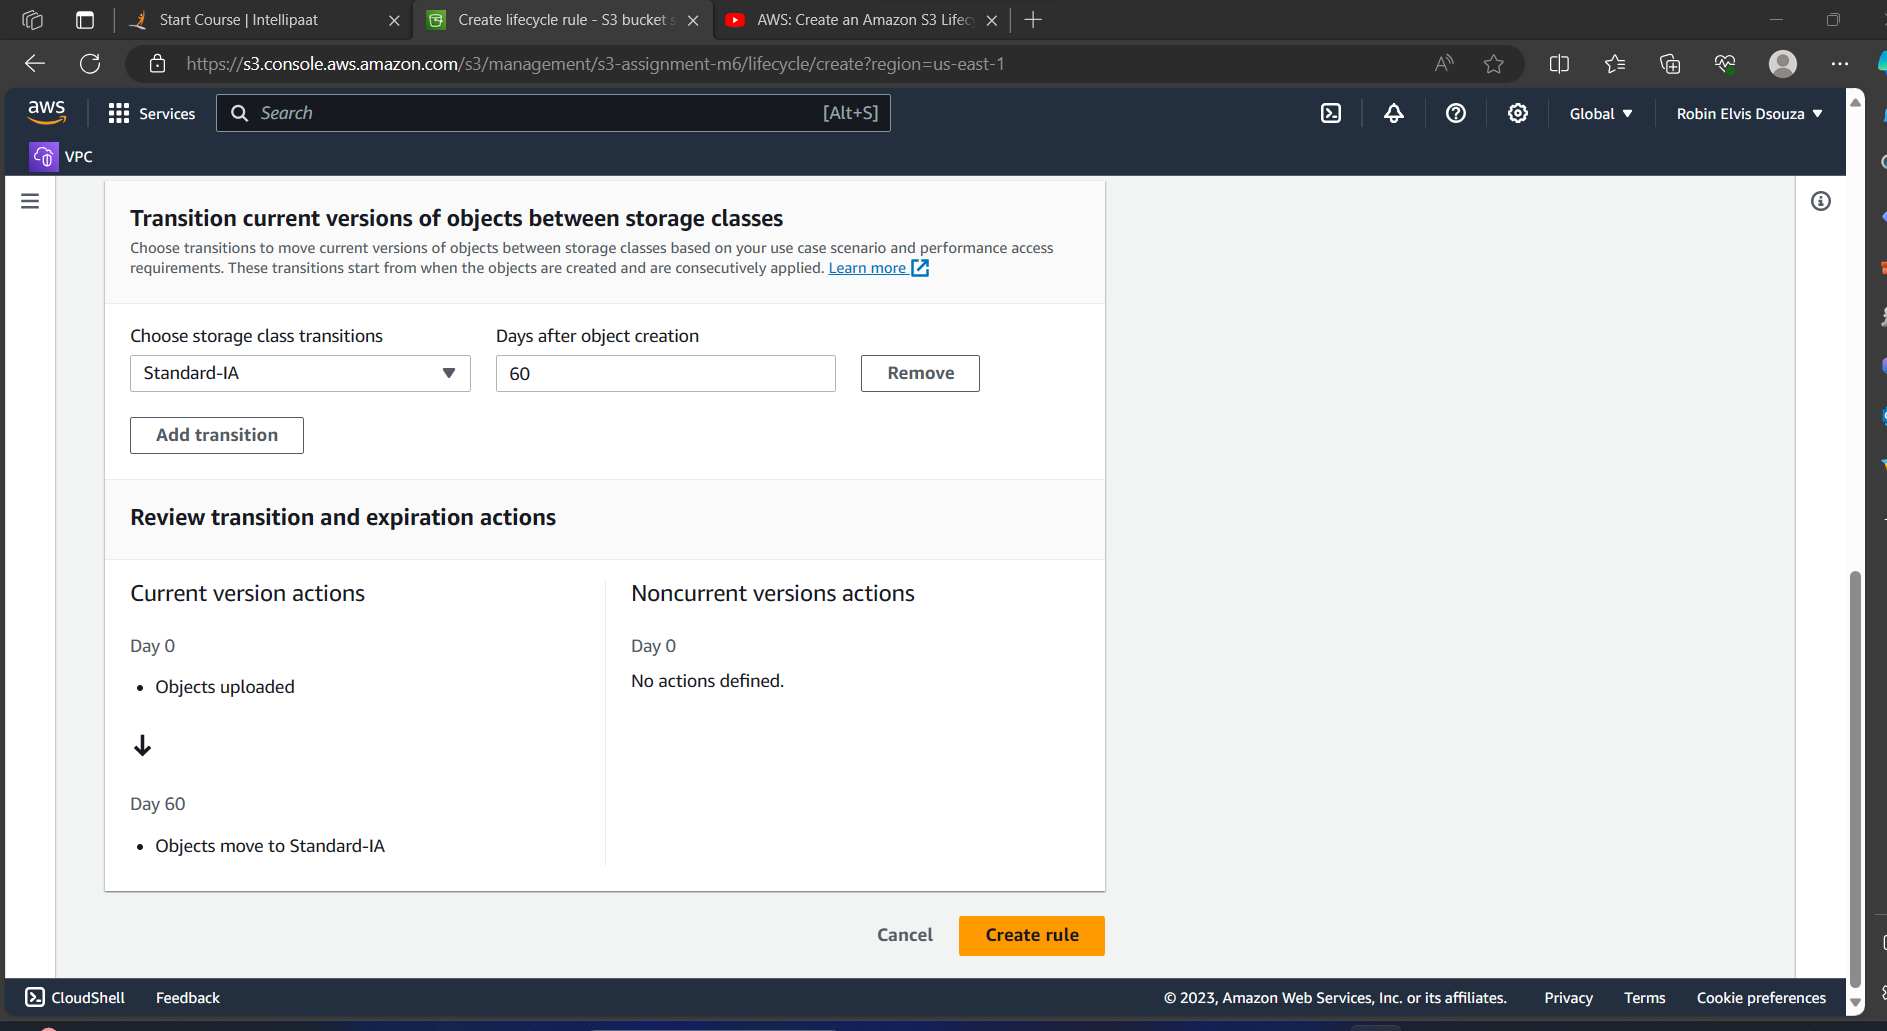 Start Course | Intellipaat
Create lifecycle rule - S3 bucket s
AWS: Create an Amazon S3 Lifec
https://s3.console.aws.amazon.com/s3/management/s3-assignment-m6/lifecycle/create?region=us-east-1
aws
Services
Search
[Alt+S]
Global
Robin Elvis Dsouza
VPC
Transition current versions of objects between storage classes
Choose transitions to move current versions of objects between storage classes based on your use case scenario and performance access
requirements. These transitions start from when the objects are created and are consecutively applied. Learn more
Choose storage class transitions
Days after object creation
Standard-IA
60
Remove
Add transition
Review transition and expiration actions
Current version actions
Day 0
• Objects uploaded
Day 60
• Objects move to Standard-IA
Noncurrent versions actions
Day 0
No actions defined.
Cancel
Create rule
CloudShell
Feedback
© 2023, Amazon Web Services, Inc. or its affiliates.
Privacy
Terms
Cookie preferences